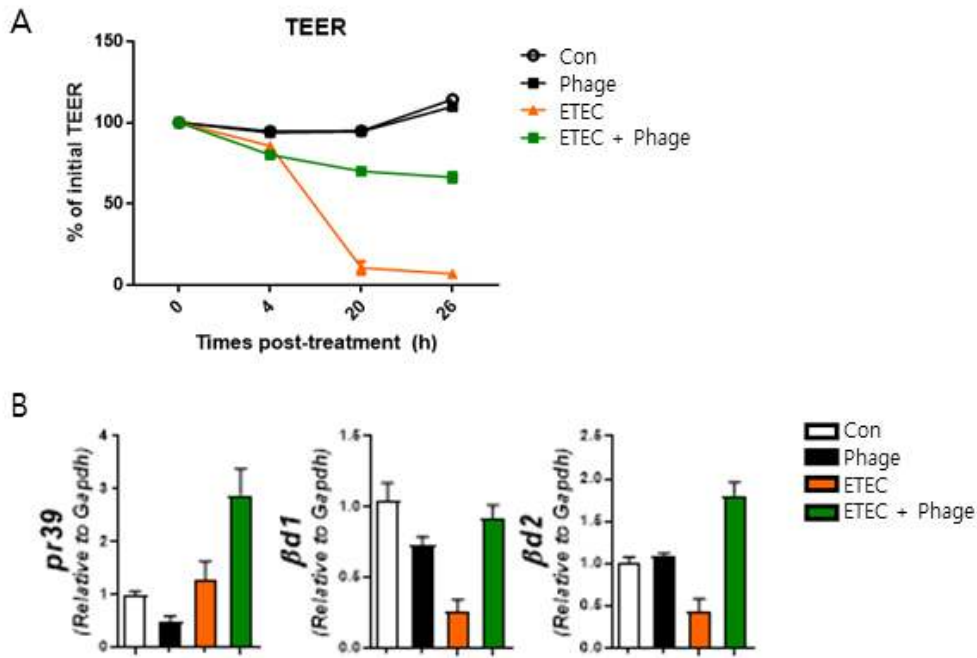 A
TEER
150
100
50
0
% of initial TEER
0
4
20
26
Times post-treatment (h)
Con
Phage
ETEC
ETEC + Phage
B
pr39
(Relative to Gapdh)
4
3
2
1
0
βd1
(Relative to Gapdh)
1.5
1.0
0.5
0.0
βd2
(Relative to Gapdh)
2.5
2.0
1.5
1.0
0.5
0.0
Con
Phage
ETEC
ETEC + Phage